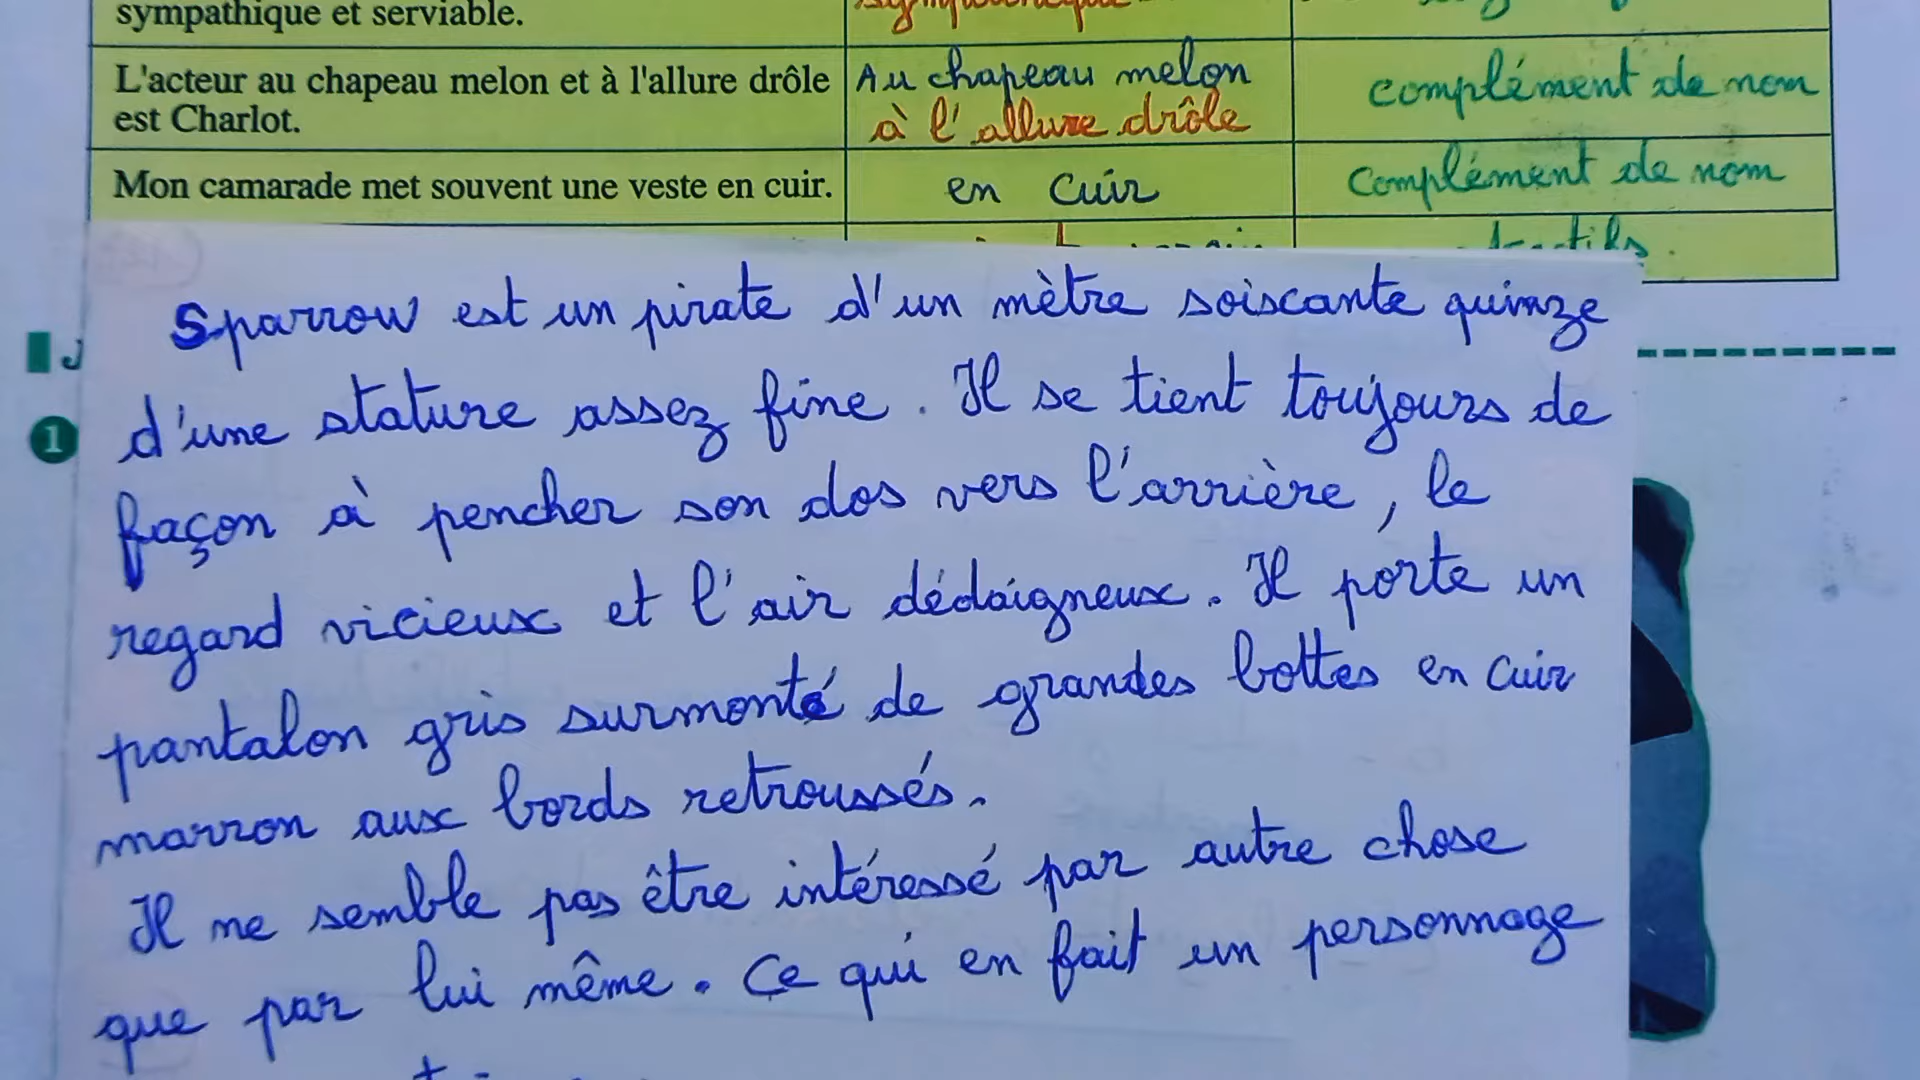 sympathique et serviable.
L'acteur au chapeau melon et à l'allure drôle
est Charlot.
Au chapeau melon
à l'allure drôle
complément de nom
Mon camarade met souvent une veste en cuir.
en cuir
complément de nom
1
Sparrow est un pirate d'un mètre soiscante quinze
d'une stature assez fine. Il se tient toujours de
façon à pencher son dos vers l'arrière, le
regard vicieux et l'air dédaigneux. Il porte un
pantalon gris surmonté de grandes bottes en cuir
marron aux bords retroussés.
Il ne semble pas être intéressé par autre chose
que par lui même. Ce qui en fait un personnage